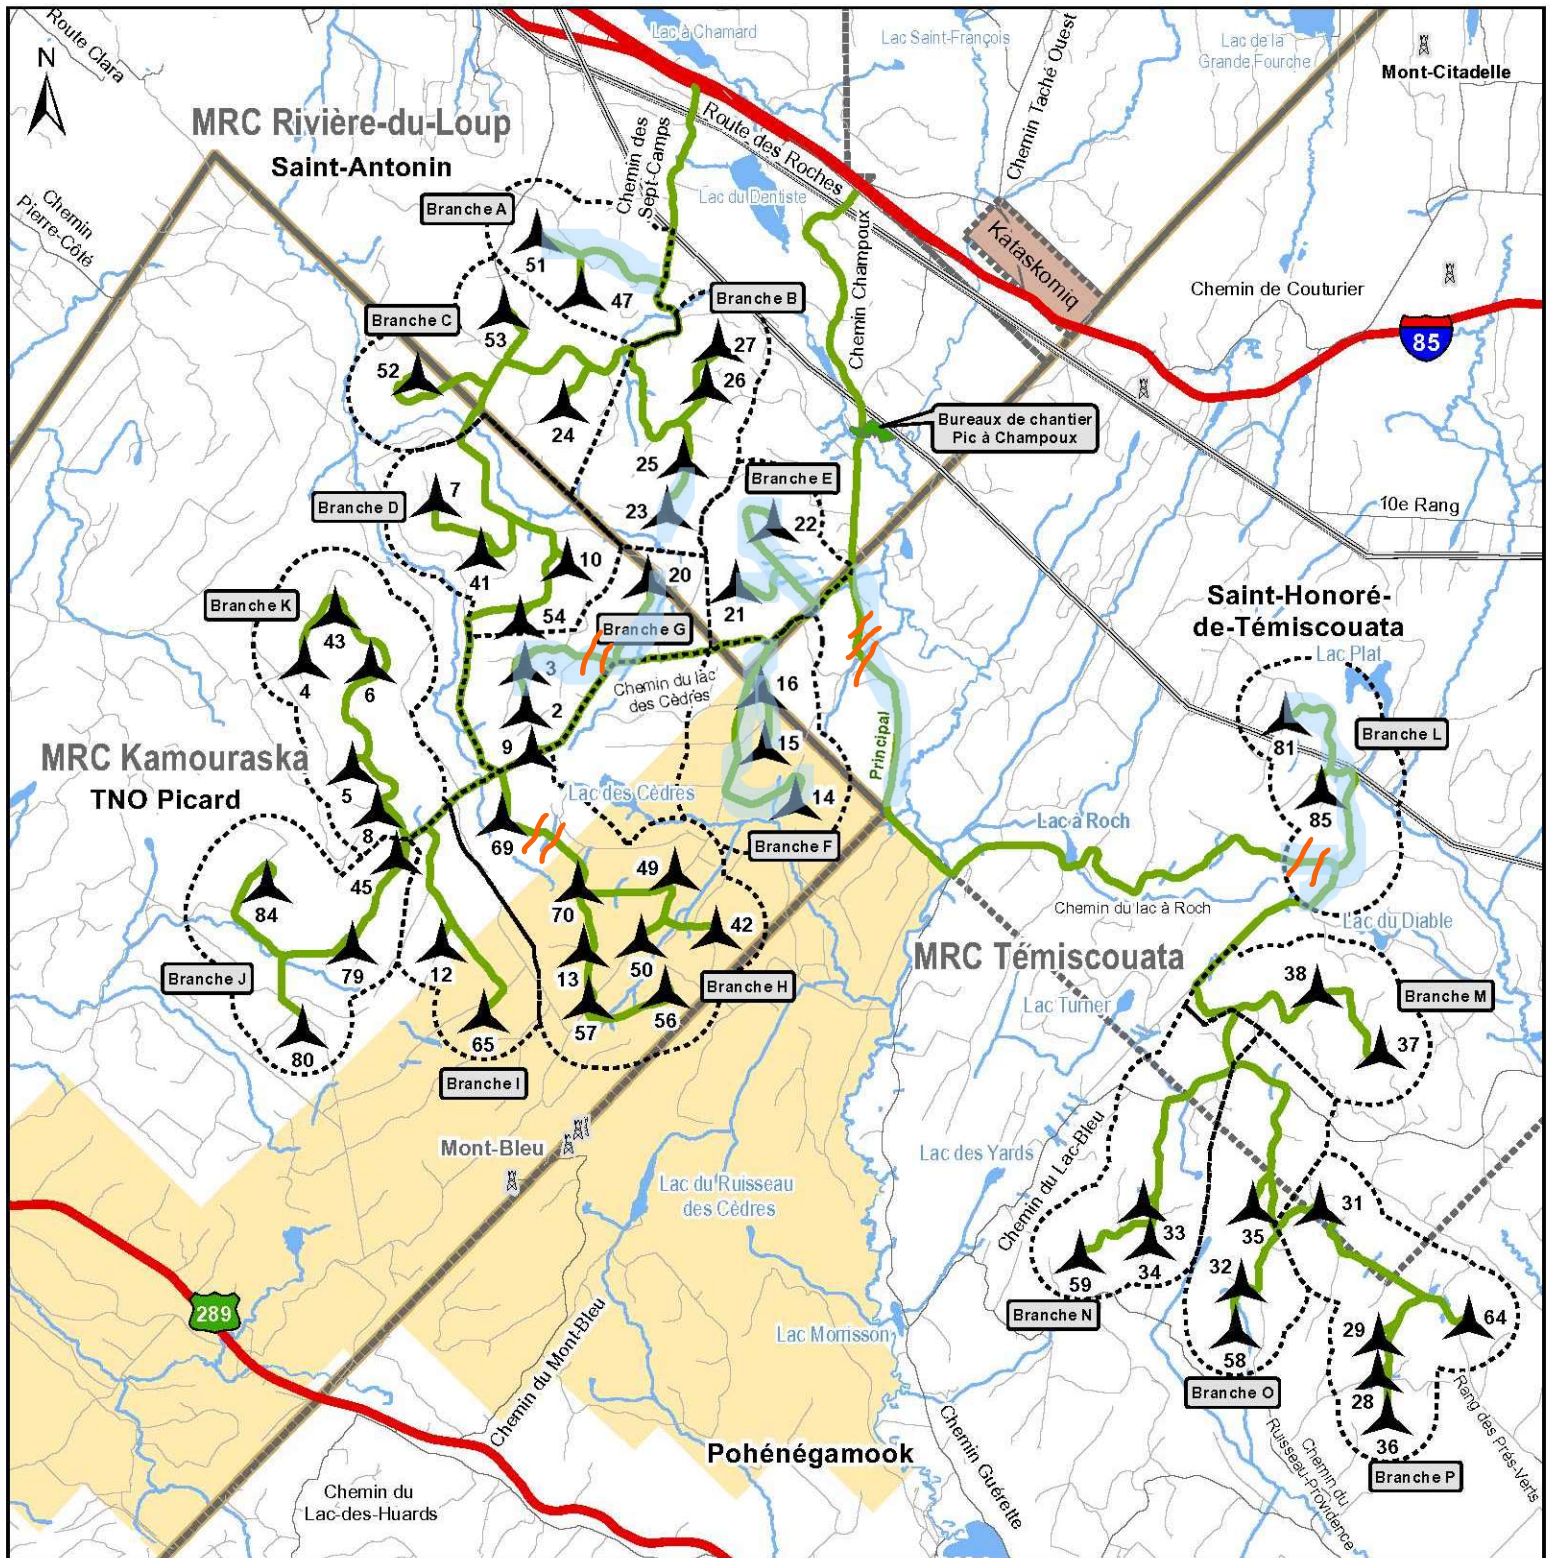 Route Clara
Lac à Chamard
Lac Saint-François
Chemin Taché Ouest
Lac de la
Grande Fourche
Mont-Citadelle
N
MRC Rivière-du-Loup
Saint-Antonin
Chemin des
Sept-Camps
Route des Roches
Lac du Dentiste
Chemin
Pierre-Côté
Branche A
51
47
Kataskomiq
Chemin Champoux
Chemin de Couturier
85
Branche B
Branche C
53
27
52
26
24
Bureaux de chantier
Pic à Champoux
25
Branche E
7
Branche D
23
22
10e Rang
41
10
20
21
Branche K
43
54
Branche G
Saint-Honoré-
de-Témiscouata
Lac Plat
4
6
3
Chemin du lac
des Cèdres
16
2
Principal
81
Branche L
9
15
MRC Kamouraska
TNO Picard
5
Lac des Cèdres
14
85
8
69
Lac à Roch
Branche F
45
49
84
70
42
Chemin du lac à Roch
Lac du Diable
79
12
13
50
MRC Témiscouata
Branche J
38
Branche H
Branche M
Lac Turner
57
56
80
65
37
Branche I
Mont-Bleu
Chemin du Lac-Bleu
Lac des Yards
Lac du Ruisseau
des Cèdres
31
33
35
59
34
32
289
Branche N
Lac Morrisson
29
64
58
Chemin du Mont-Bleu
Branche O
28
Rang des Prés-Verts
36
Pohénégamook
Chemin Guérette
Chemin du
Ruisseau-Providence
Branche P
Chemin du
Lac-des-Huards